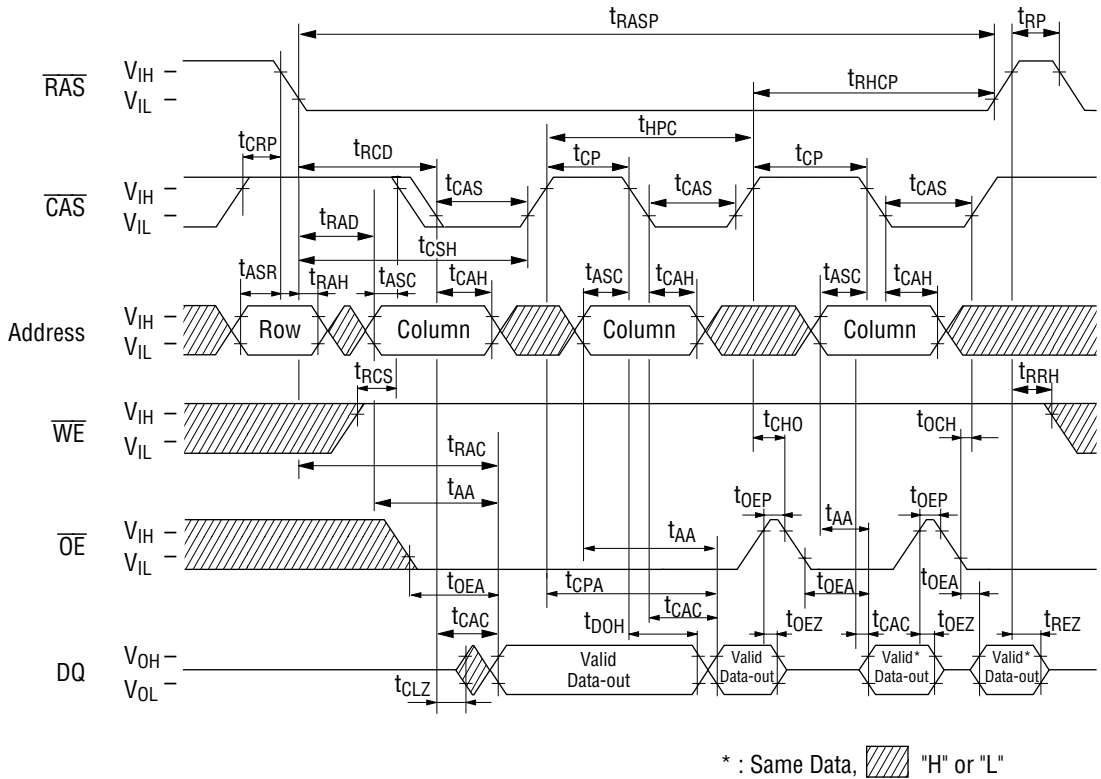 tRASP
tRP
RAS
VIH
VIL
tRHCP
tCRP
tRCD
tHPC
tCP
tCP
CAS
VIH
VIL
tCAS
tCAS
tCAS
tRAD
tCSH
tASR
tRAH
tASC
tCAH
tASC
tCAH
tASC
tCAH
Address
VIH
VIL
Row
Column
Column
Column
tRCS
tRRH
WE
VIH
VIL
tCHO
tOCH
tRAC
tAA
tOEP
tOEP
OE
VIH
VIL
tAA
tAA
tOEA
tCPA
tOEA
tOEA
tCAC
tDOH
tCAC
tOEZ
tCAC
tOEZ
tREZ
DQ
VOH
VOL
Valid
Data-out
Valid
Data-out
Valid*
Data-out
Valid*
Data-out
tCLZ
* : Same Data, "H" or "L"